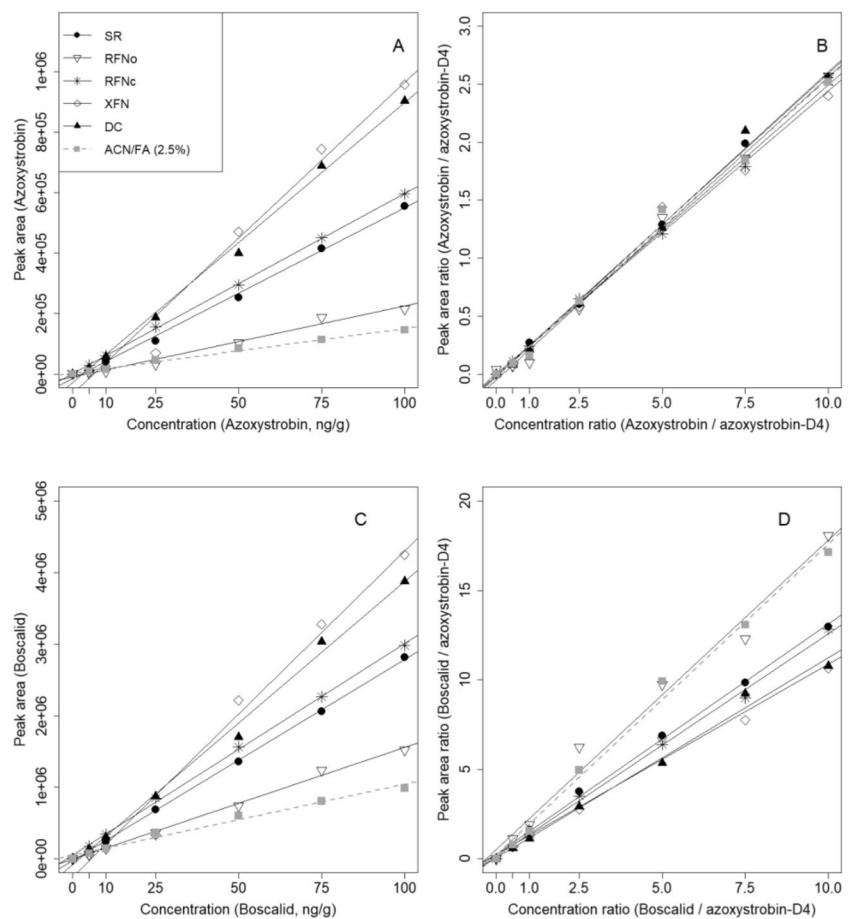 A
SR
RFNo
RFNc
XFN
DC
ACN/FA (2.5%)
Peak area (Azoxystrobin)
1e+06
8e+05
6e+05
4e+05
2e+05
0e+00
0 5 10 25 50 75 100
Concentration (Azoxystrobin, ng/g)
B
Peak area ratio (Azoxystrobin / azoxystrobin-D4)
3.0
2.5
2.0
1.5
1.0
0.5
0.0
0.0 1.0 2.5 5.0 7.5 10.0
Concentration ratio (Azoxystrobin / azoxystrobin-D4)
C
Peak area (Boscalid)
5e+06
4e+06
3e+06
2e+06
1e+06
0e+00
0 10 25 50 75 100
Concentration (Boscalid, ng/g)
D
Peak area ratio (Boscalid / azoxystrobin-D4)
20
15
10
5
0
0.0 1.0 2.5 5.0 7.5 10.0
Concentration ratio (Boscalid / azoxystrobin-D4)